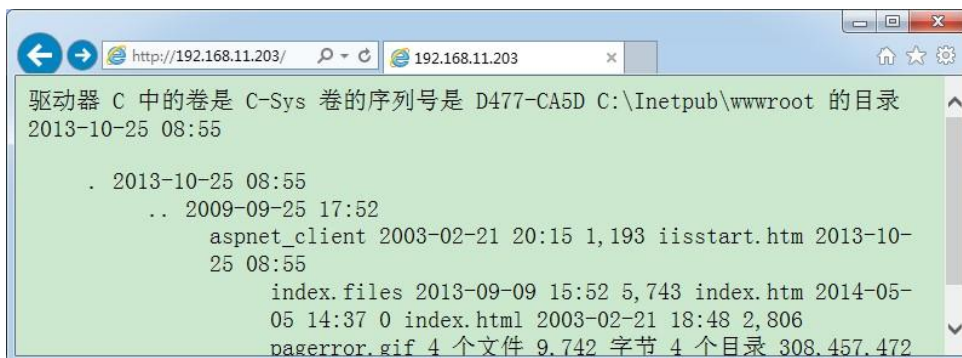 http://192.168.11.203/
192.168.11.203
驱动器 C 中的卷是 C-Sys 卷的序列号是 D477-CA5D C:\Inetpub\wwwroot 的目录
2013-10-25 08:55
. 2013-10-25 08:55
.. 2009-09-25 17:52
aspnet_client 2003-02-21 20:15 1,193 iisstart.htm 2013-10-
25 08:55
index.files 2013-09-09 15:52 5,743 index.htm 2014-05-
05 14:37 0 index.html 2003-02-21 18:48 2,806
pagerror.gif 4 个文件 9,742 字节 4 个目录 308,457,472